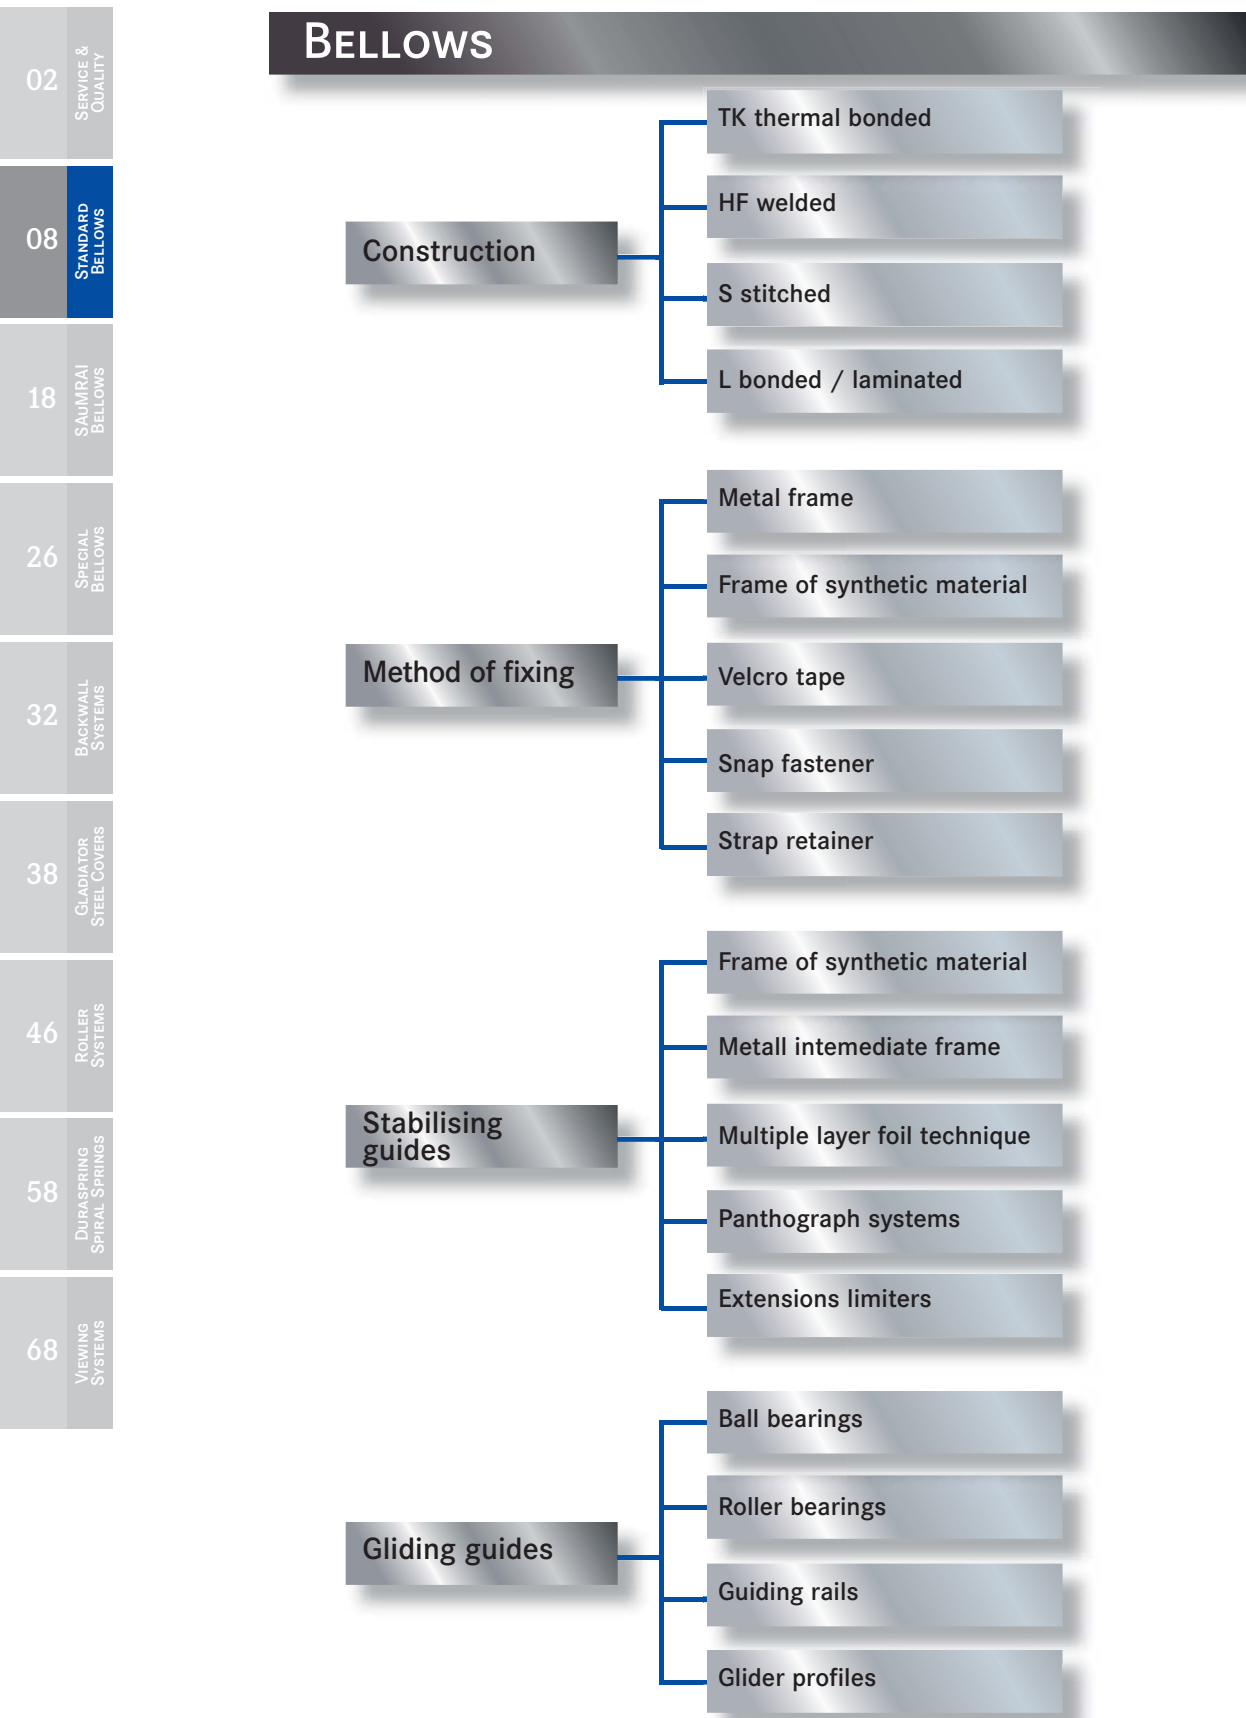 BELLOWS
02
SERVICE &
QUALITY
08
STANDARD
BELLOWS
18
SAuMRAI
BELLOWS
26
SPECIAL
BELLOWS
32
BACKWALL
SYSTEMS
38
GLADIATOR
STEEL COVERS
46
ROLLER
SYSTEMS
58
DURASPRING
SPIRAL SPRINGS
68
VIEWING
SYSTEMS
Construction
TK thermal bonded
HF welded
S stitched
L bonded / laminated
Method of fixing
Metal frame
Frame of synthetic material
Velcro tape
Snap fastener
Strap retainer
Stabilising
guides
Frame of synthetic material
Metall intemediate frame
Multiple layer foil technique
Panthograph systems
Extensions limiters
Gliding guides
Ball bearings
Roller bearings
Guiding rails
Glider profiles